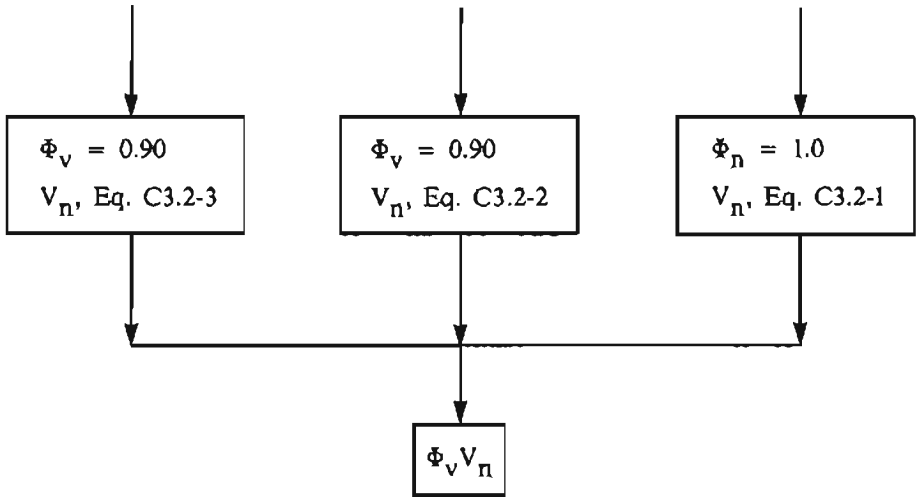 Φv = 0.90
Vn, Eq. C3.2-3
Φv = 0.90
Vn, Eq. C3.2-2
Φn = 1.0
Vn, Eq. C3.2-1
ΦvVn